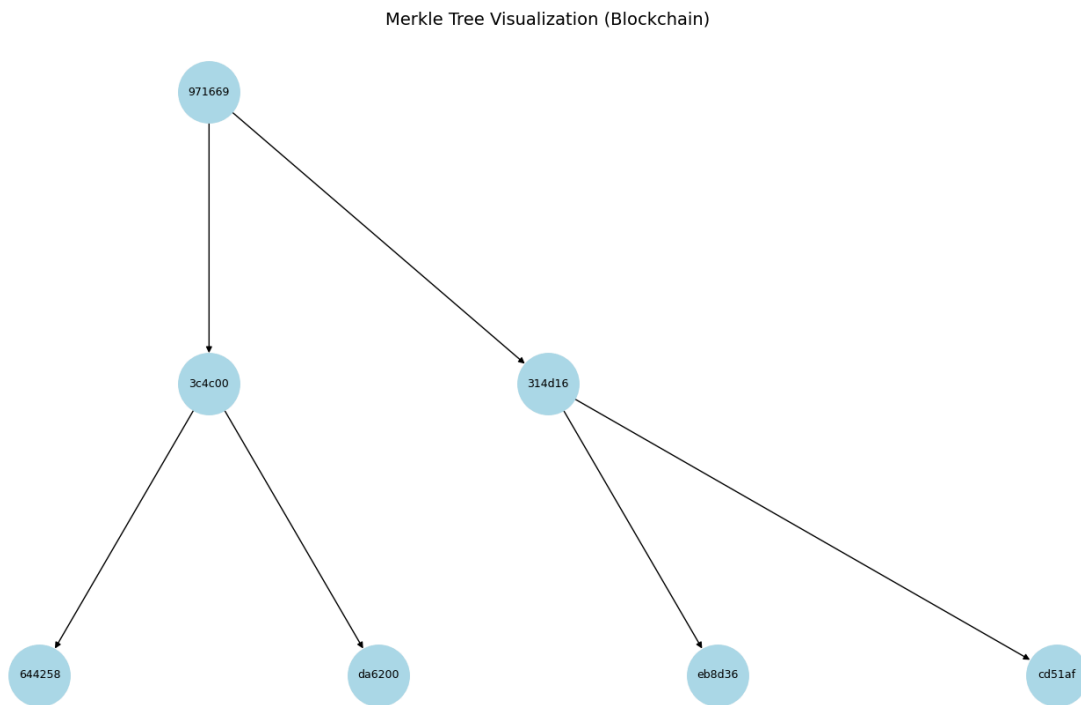 Merkle Tree Visualization (Blockchain)
971669
3c4c00
314d16
644258
da6200
eb8d36
cd51af